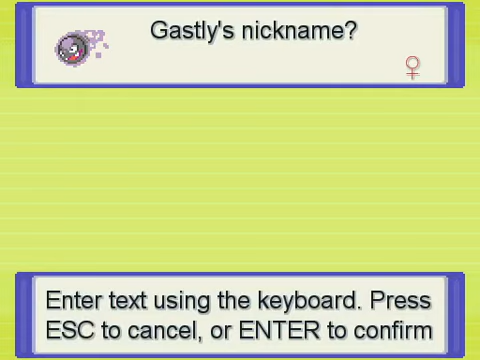 Gastly's nickname?
♀
Enter text using the keyboard. Press
ESC to cancel, or ENTER to confirm